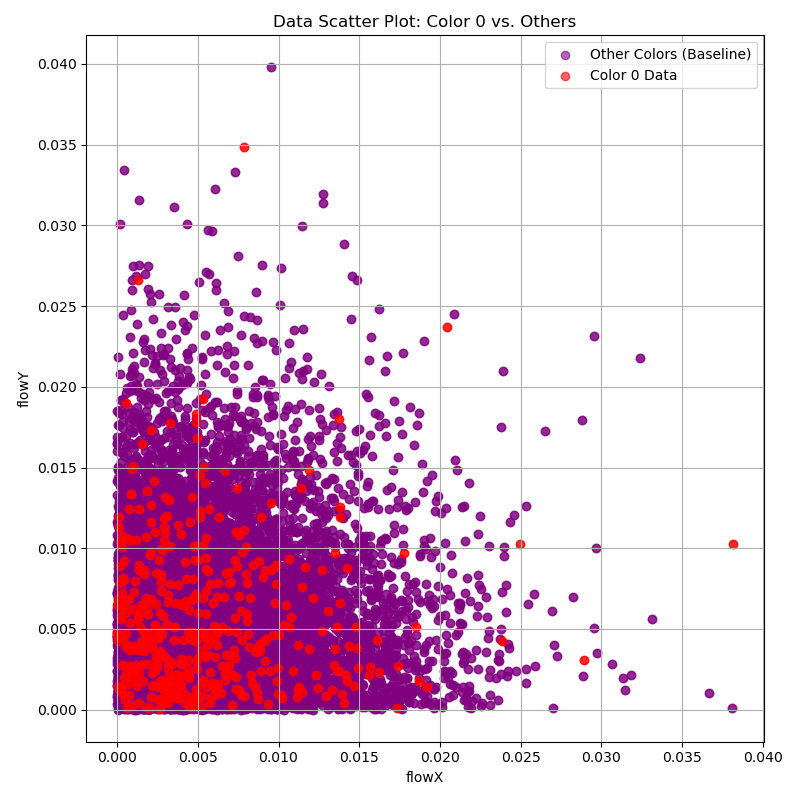 Data Scatter Plot: Color 0 vs. Others
Other Colors (Baseline)
Color 0 Data
0.040
0.035
0.030
0.025
0.020
0.015
0.010
0.005
0.000
flowY
0.000 0.005 0.010 0.015 0.020 0.025 0.030 0.035 0.040
flowX